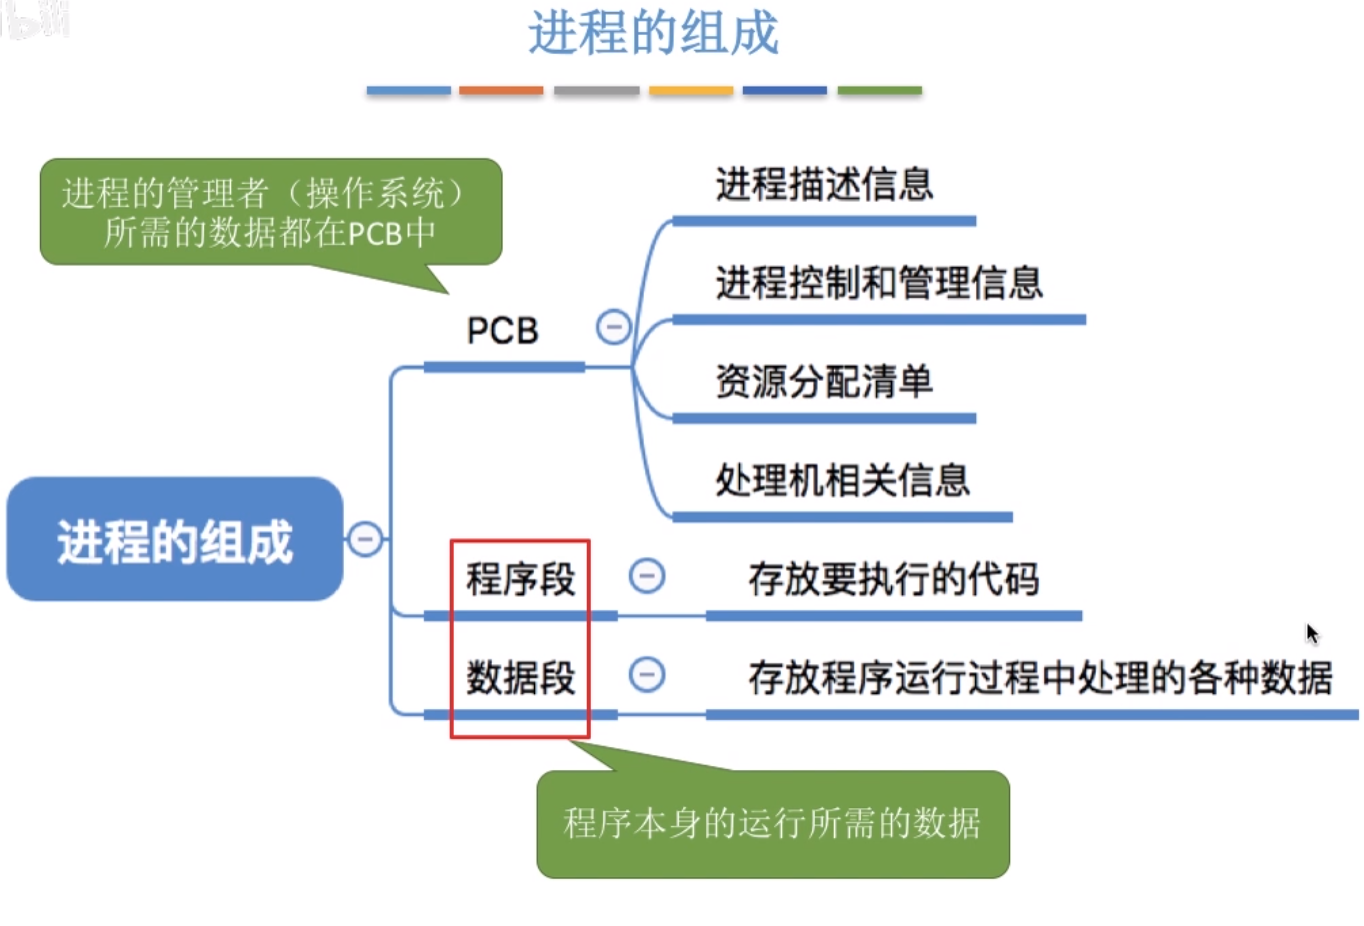 进程的组成
进程的管理者（操作系统）
所需的数据都在PCB中
进程描述信息
进程控制和管理信息
PCB
资源分配清单
处理机相关信息
进程的组成
程序段
存放要执行的代码
数据段
存放程序运行过程中处理的各种数据
程序本身的运行所需的数据